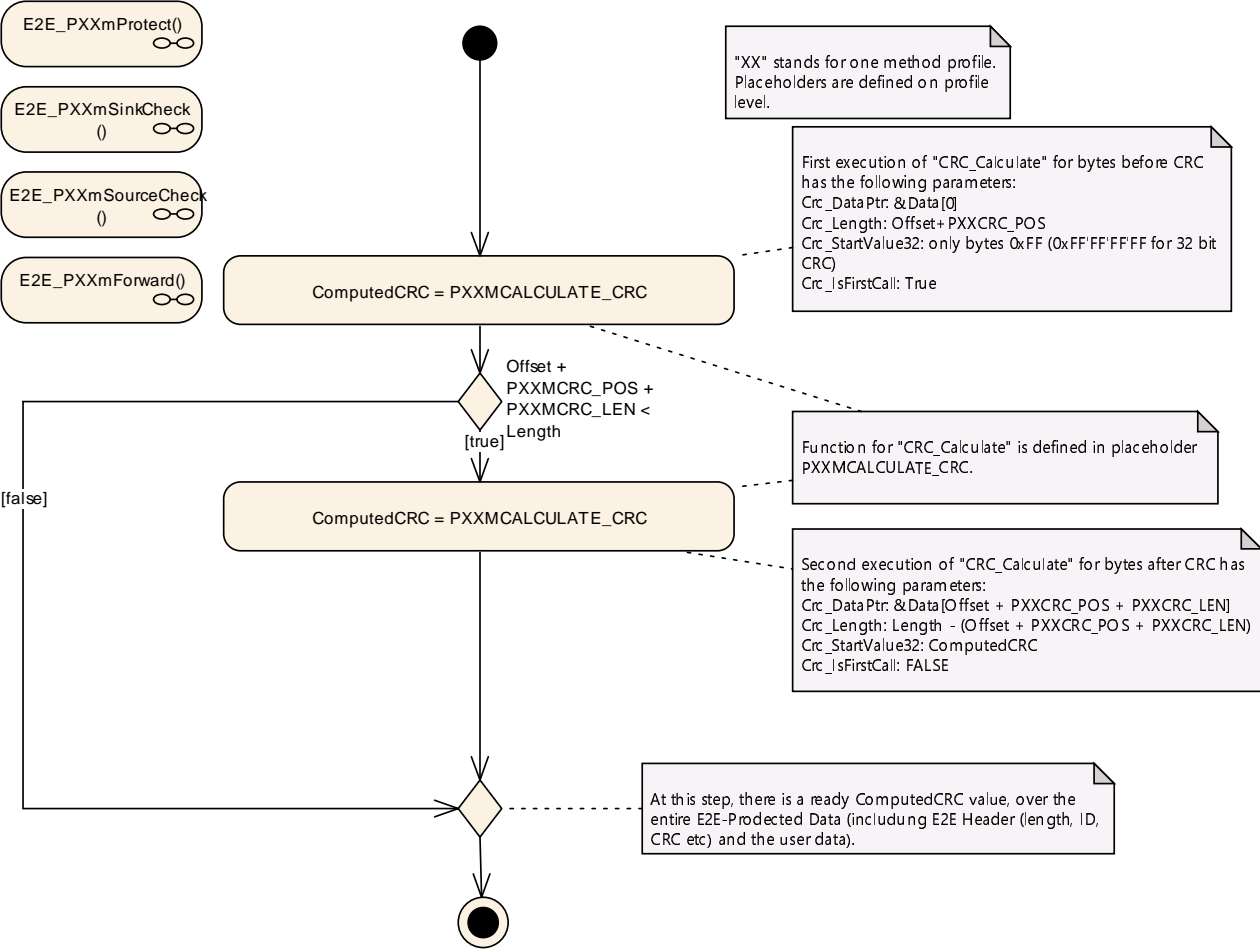 E2E_PXXmProtect()
E2E_PXXmSinkCheck
()
E2E_PXXmSourceCheck
()
E2E_PXXmForward()
"XX" stands for one method profile.
Placeholders are defined on profile
level.
First execution of "CRC_Calculate" for bytes before CRC
has the following parameters:
Crc_DataPtr: &Data[0]
Crc_Length: Offset+PXXCRC_POS
Crc_StartValue32: only bytes 0xFF (0xFF'FF'FF'FF for 32 bit
CRC)
Crc_IsFirstCall: True
ComputedCRC = PXXMCALCULATE_CRC
Offset +
PXXMCRC_POS +
PXXMCRC_LEN <
Length
[true]
[false]
Function for "CRC_Calculate" is defined in placeholder
PXXMCALCULATE_CRC.
ComputedCRC = PXXMCALCULATE_CRC
Second execution of "CRC_Calculate" for bytes after CRC has
the following parameters:
Crc_DataPtr: &Data[Offset + PXXCRC_POS + PXXCRC_LEN]
Crc_Length: Length - (Offset + PXXCRC_POS + PXXCRC_LEN)
Crc_StartValue32: ComputedCRC
Crc_IsFirstCall: FALSE
At this step, there is a ready ComputedCRC value, over the
entire E2E-Prodected Data (includung E2E Header (length, ID,
CRC etc) and the user data).